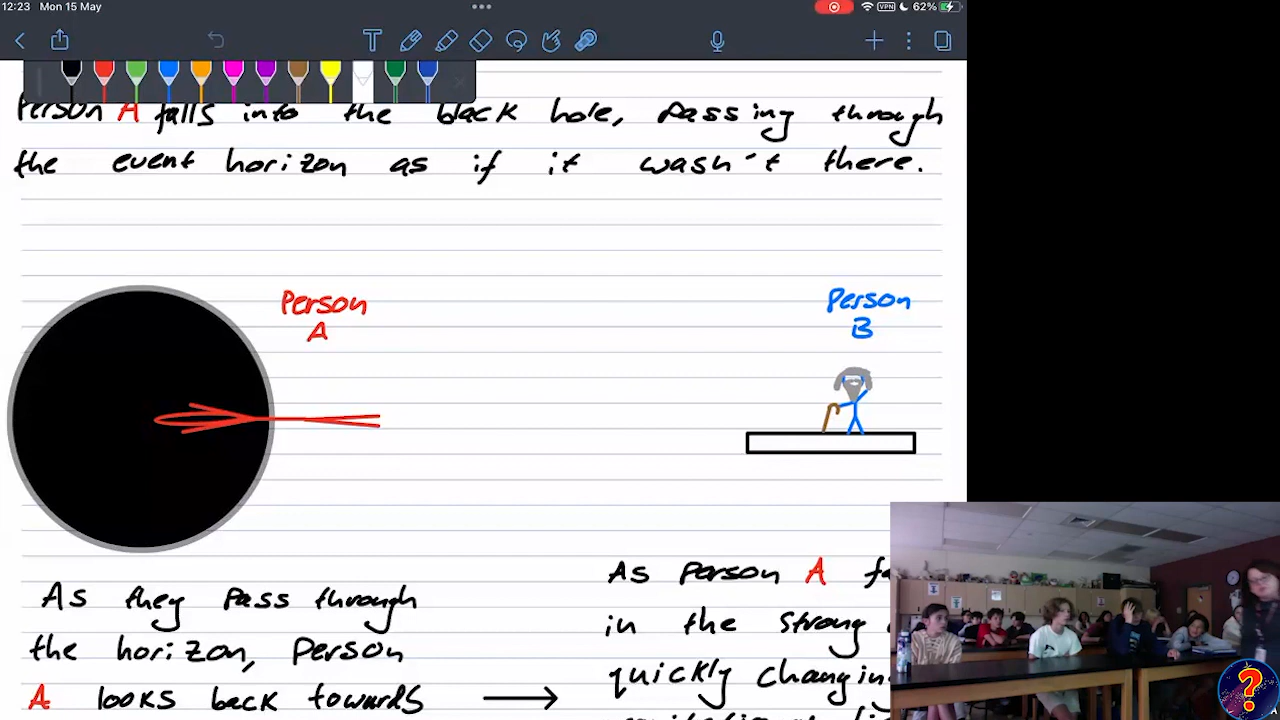 12:23 Mon 15 May
VPN 62%
Person A falls into the black hole, passing through
the event horizon as if it wasn't there.
Person
A
Person
B
As they pass through
the horizon, Person
A looks back towards
As person A
in the strong
quickly changing